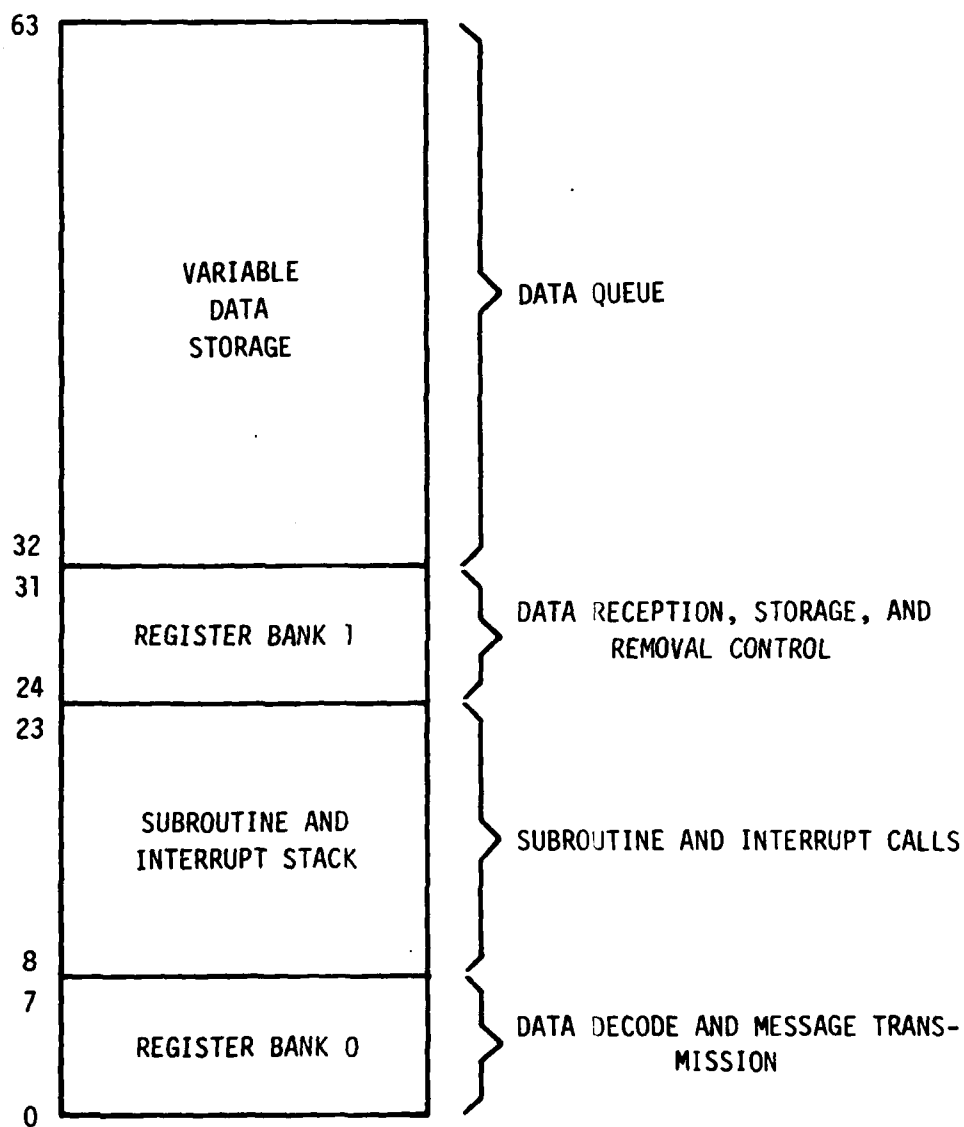 63
VARIABLE
DATA
STORAGE
DATA QUEUE
32
31
REGISTER BANK 1
DATA RECEPTION, STORAGE, AND
REMOVAL CONTROL
24
23
SUBROUTINE AND
INTERRUPT STACK
SUBROUTINE AND INTERRUPT CALLS
8
7
REGISTER BANK 0
DATA DECODE AND MESSAGE TRANS-
MISSION
0